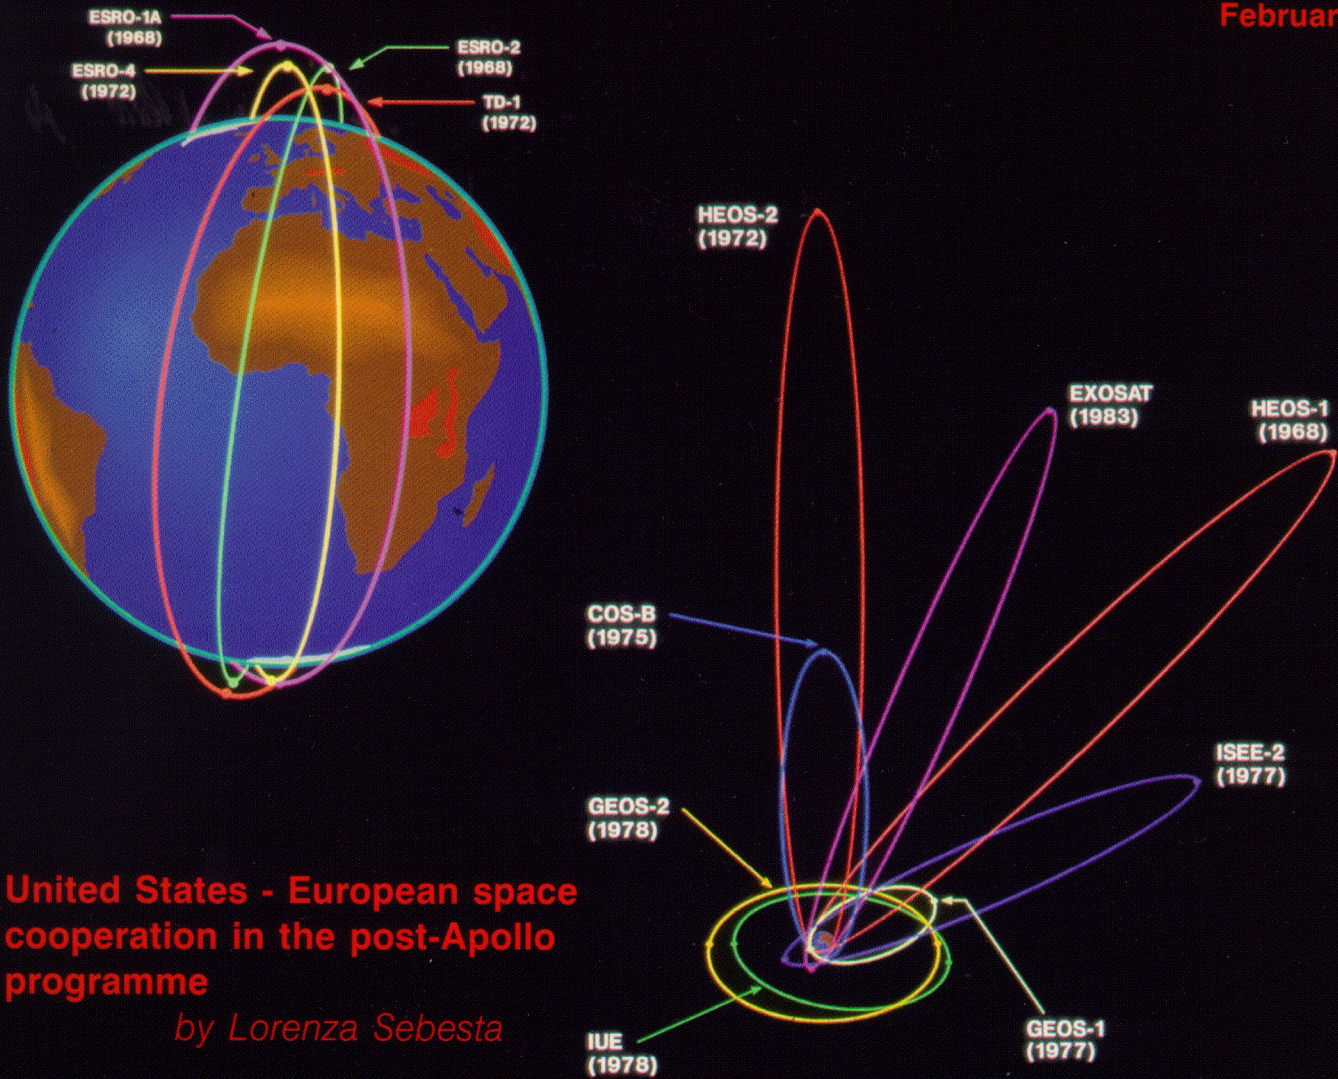 Februar
ESRO-1A
(1968)
ESRO-4
(1972)
ESRO-2
(1968)
TD-1
(1972)
HEOS-2
(1972)
EXOSAT
(1983)
HEOS-1
(1968)
COS-B
(1975)
ISEE-2
(1977)
GEOS-2
(1978)
GEOS-1
(1977)
IUE
(1978)
United States - European space
cooperation in the post-Apollo
programme
by Lorenza Sebesta